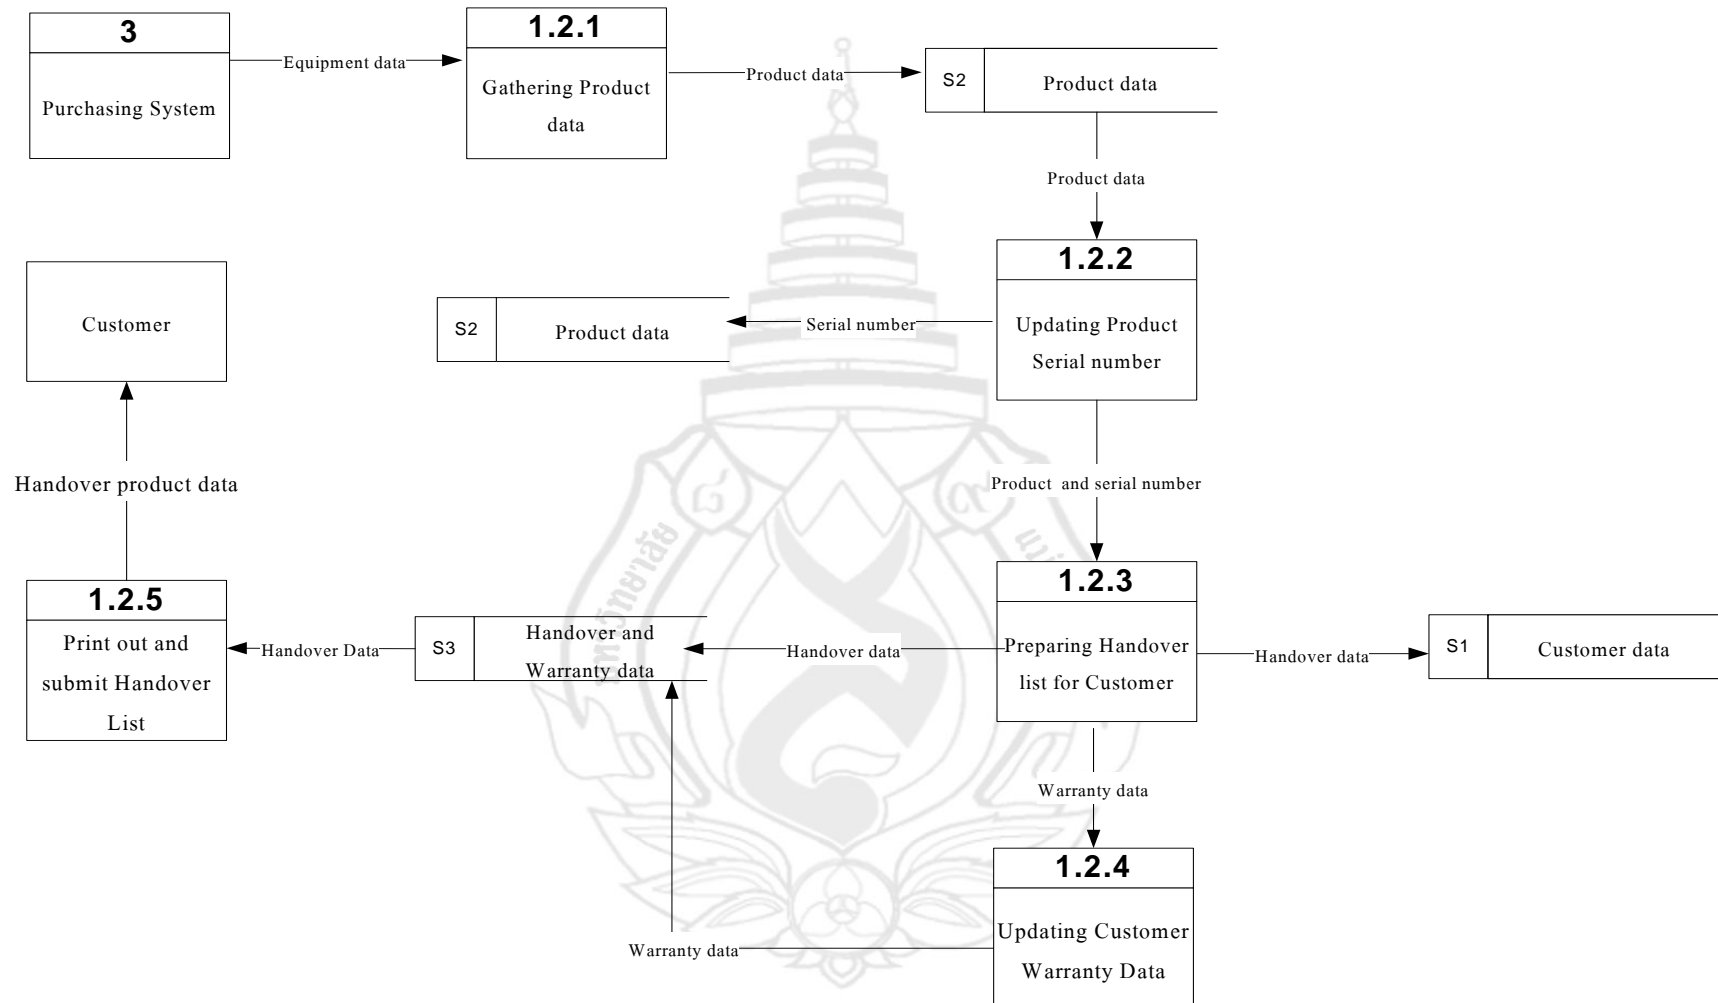 3
Purchasing System
Equipment data
1.2.1
Gathering Product
data
Product data
S2
Product data
Product data
1.2.2
Updating Product
Serial number
Serial number
S2
Product data
Customer
Product and serial number
Handover product data
1.2.3
Preparing Handover
list for Customer
Handover data
S1
Customer data
Handover data
S3
Handover and
Warranty data
Handover Data
1.2.5
Print out and
submit Handover
List
Warranty data
1.2.4
Updating Customer
Warranty Data
Warranty data